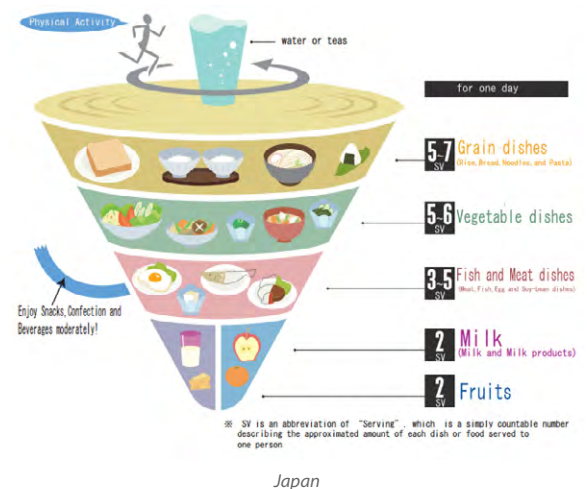 Physical Activity
water or teas
for one day
5~7 SV Grain dishes
(Rice, Bread, Noodles, and Pasta)
5~6 SV Vegetable dishes
3~5 SV Fish and Meat dishes
(Meat, Fish, Egg and Soy-bean dishes)
Enjoy Snacks, Confection and
Beverages moderately!
2 SV Milk
(Milk and Milk products)
2 SV Fruits
※ SV is an abbreviation of "Serving", which is a simply countable number
describing the approximated amount of each dish or food served to
one person
Japan